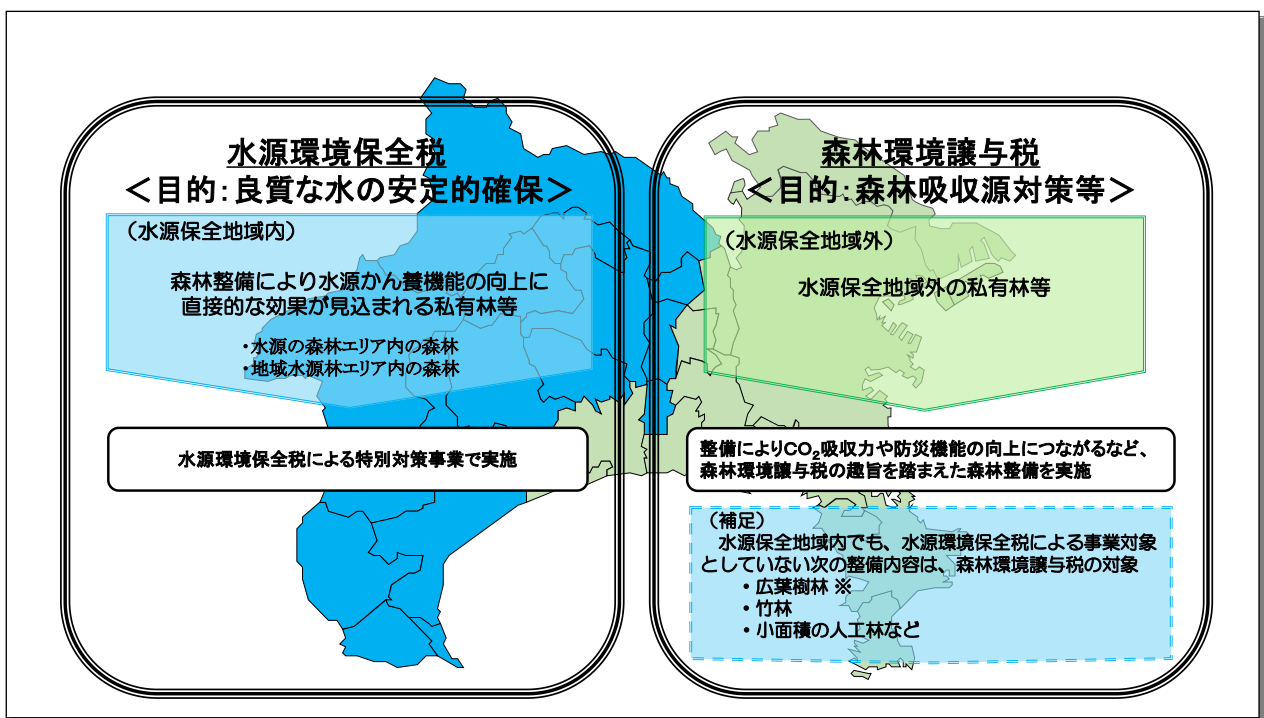 水源環境保全税
＜目的：良質な水の安定的確保＞
（水源保全地域内）
森林整備により水源かん養機能の向上に
直接的な効果が見込まれる私有林等
・水源の森林エリア内の森林
・地域水源林エリア内の森林
水源環境保全税による特別対策事業で実施
森林環境譲与税
＜目的：森林吸収源対策等＞
（水源保全地域外）
水源保全地域外の私有林等
整備によりCO₂吸収力や防災機能の向上につながるなど、
森林環境譲与税の趣旨を踏まえた森林整備を実施
（補足）
水源保全地域内でも、水源環境保全税による事業対象
としていない次の整備内容は、森林環境譲与税の対象
・広葉樹林 ※
・竹林
・小面積の人工林など